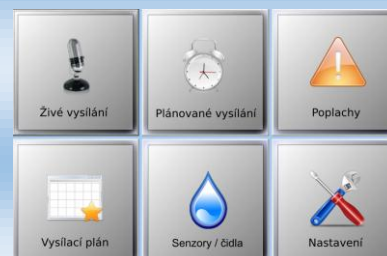 Živé vysílání
Plánované vysílání
Poplachy
Vysílací plán
Senzory / čidla
Nastavení